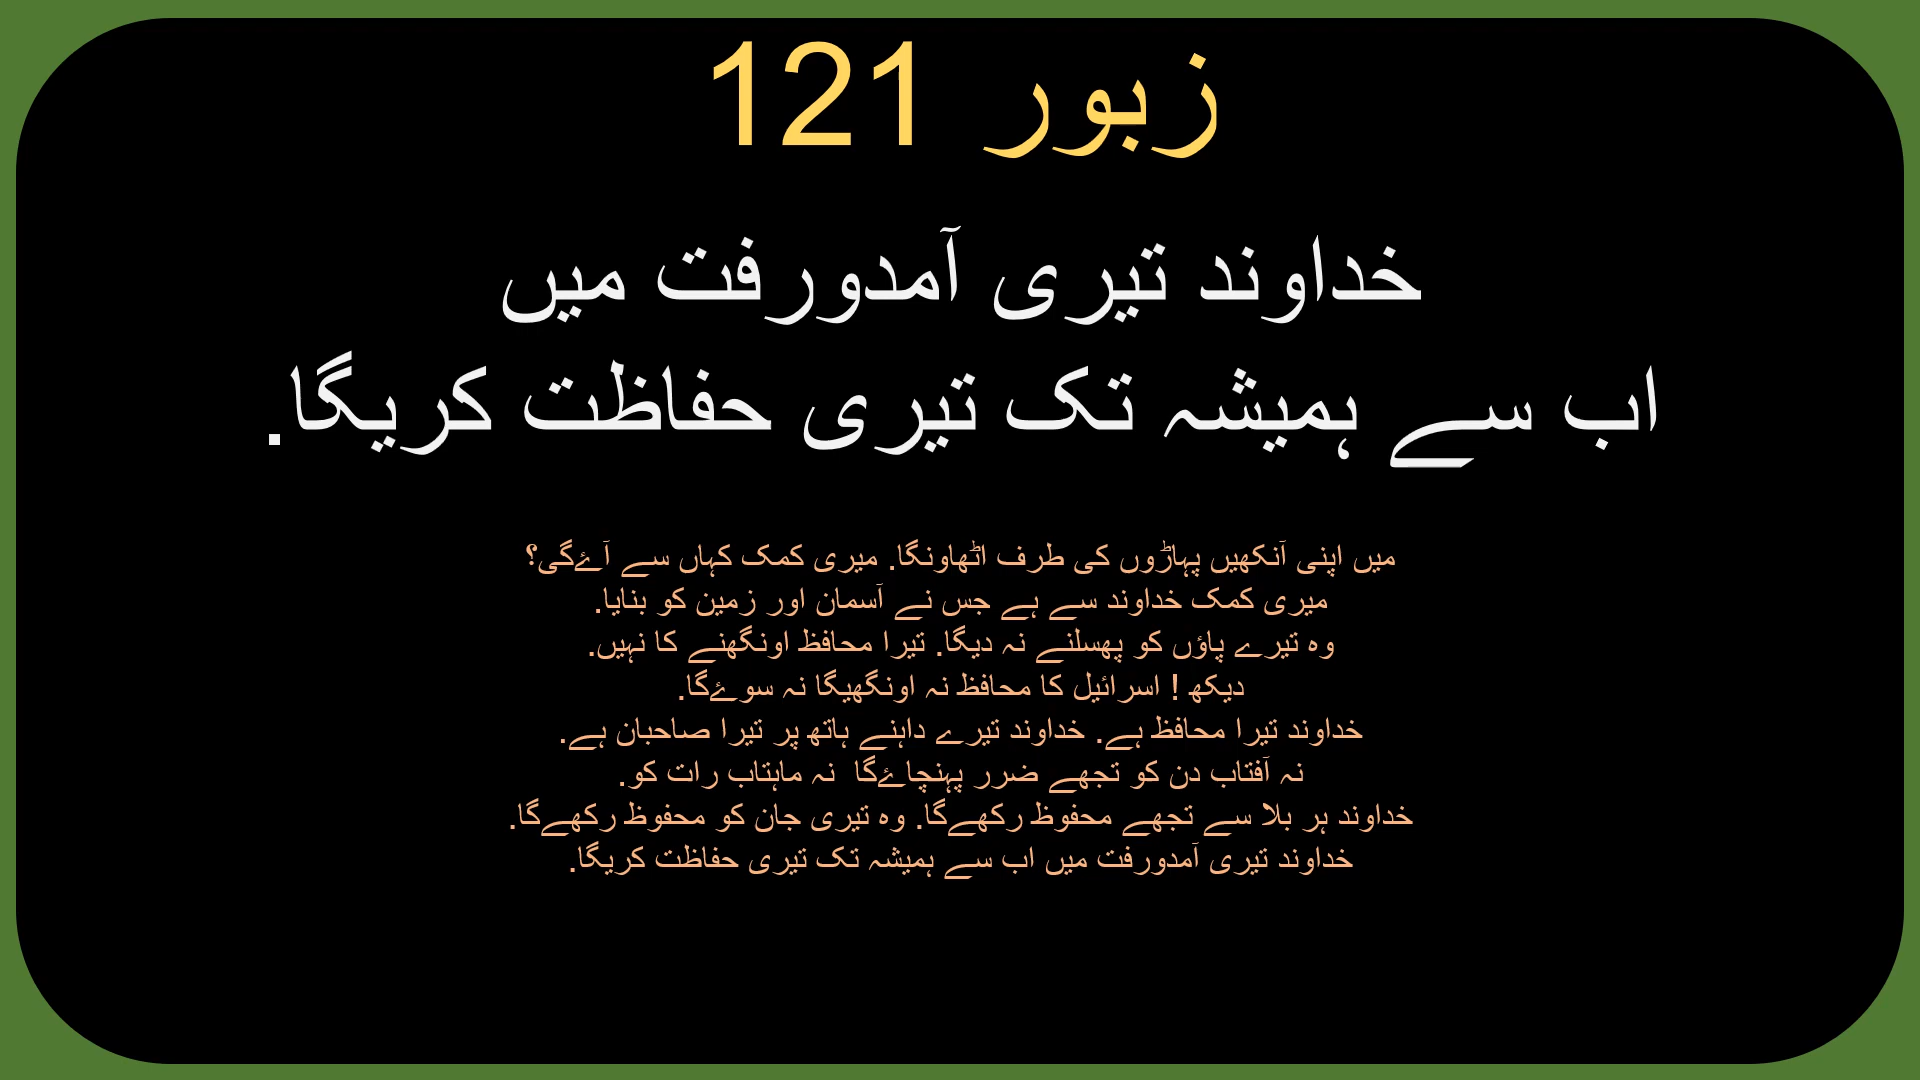 زبور 121
خداوند تیری آمدورفت میں
اب سے ہمیشہ تک تیری حفاظت کریگا.
میں اپنی آنکھیں پہاڑوں کی طرف اٹھاونگا. میری کمک کہاں سے آۓگی؟
میری کمک خداوند سے ہے جس نے آسمان اور زمین کو بنایا.
وہ تیرے پاؤں کو پھسلنے نہ دیگا. تیرا محافظ اونگھنے کا نہیں.
دیکھ ! اسرائیل کا محافظ نہ اونگھیگا نہ سوۓگا.
خداوند تیرا محافظ ہے. خداوند تیرے داہنے ہاتھ پر تیرا صاحبان ہے.
نہ آفتاب دن کو تجھے ضرر پہنچاۓگا  نہ ماہتاب رات کو.
خداوند ہر بلا سے تجھے محفوظ رکھےگا. وہ تیری جان کو محفوظ رکھےگا.
خداوند تیری آمدورفت میں اب سے ہمیشہ تک تیری حفاظت کریگا.